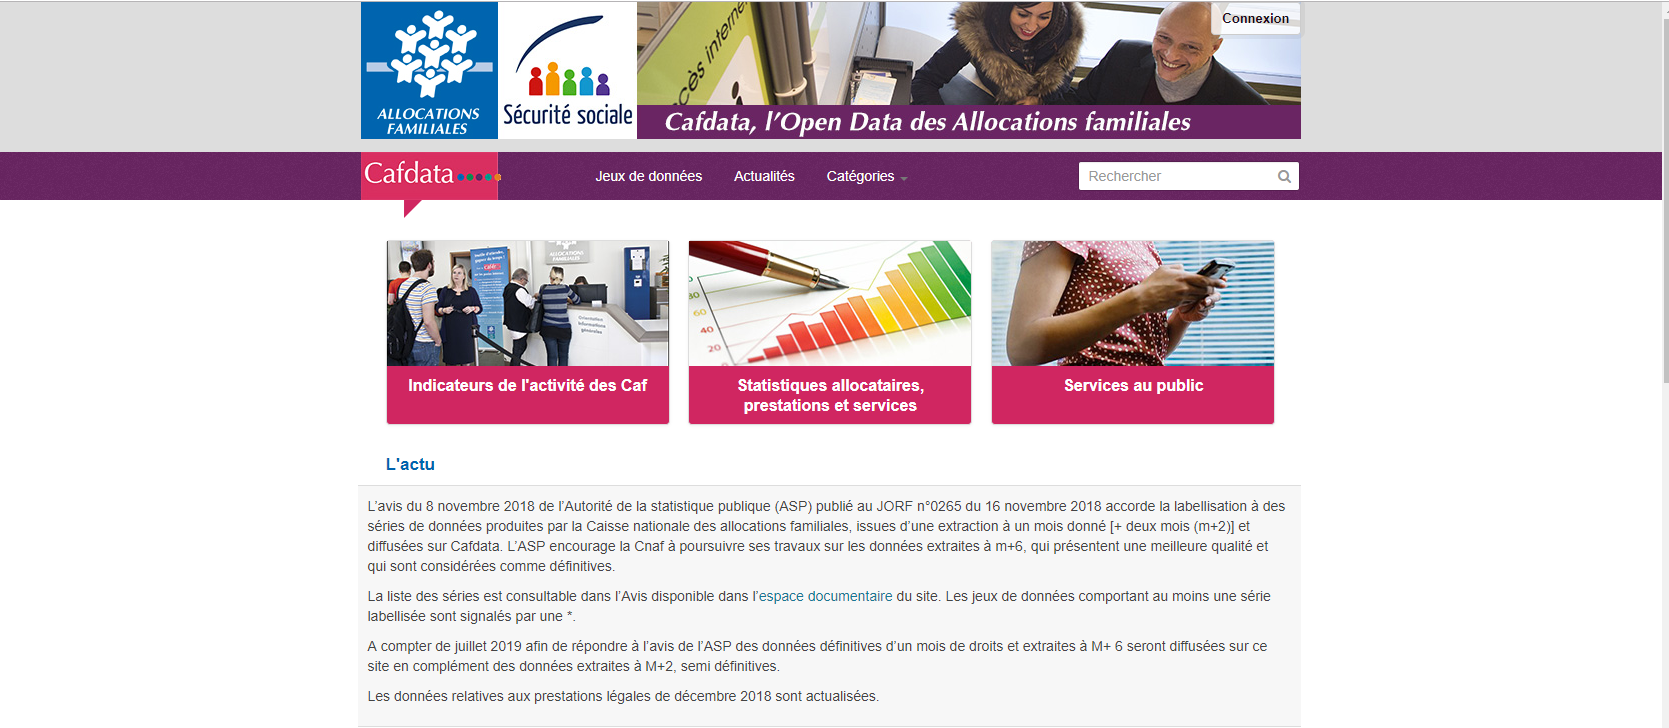 Connexion
ALLOCATIONS
FAMILIALES
Sécurité sociale
accès internet
Cafdata, l'Open Data des Allocations familiales
Cafdata
Jeux de données
Actualités
Catégories
Rechercher
ALLOCATIONS
FAMILIALES
80
60
40
20
Indicateurs de l'activité des Caf
Statistiques allocataires,
prestations et services
Services au public
L'actu
L’avis du 8 novembre 2018 de l’Autorité de la statistique publique (ASP) publié au JORF n°0265 du 16 novembre 2018 accorde la labellisation à des
séries de données produites par la Caisse nationale des allocations familiales, issues d’une extraction à un mois donné [+ deux mois (m+2)] et
diffusées sur Cafdata. L’ASP encourage la Cnaf à poursuivre ses travaux sur les données extraites à m+6, qui présentent une meilleure qualité et
qui sont considérées comme définitives.
La liste des séries est consultable dans l’Avis disponible dans l’espace documentaire du site. Les jeux de données comportant au moins une série
labellisée sont signalés par une *.
A compter de juillet 2019 afin de répondre à l’avis de l’ASP des données définitives d’un mois de droits et extraites à M+ 6 seront diffusées sur ce
site en complément des données extraites à M+2, semi définitives.
Les données relatives aux prestations légales de décembre 2018 sont actualisées.